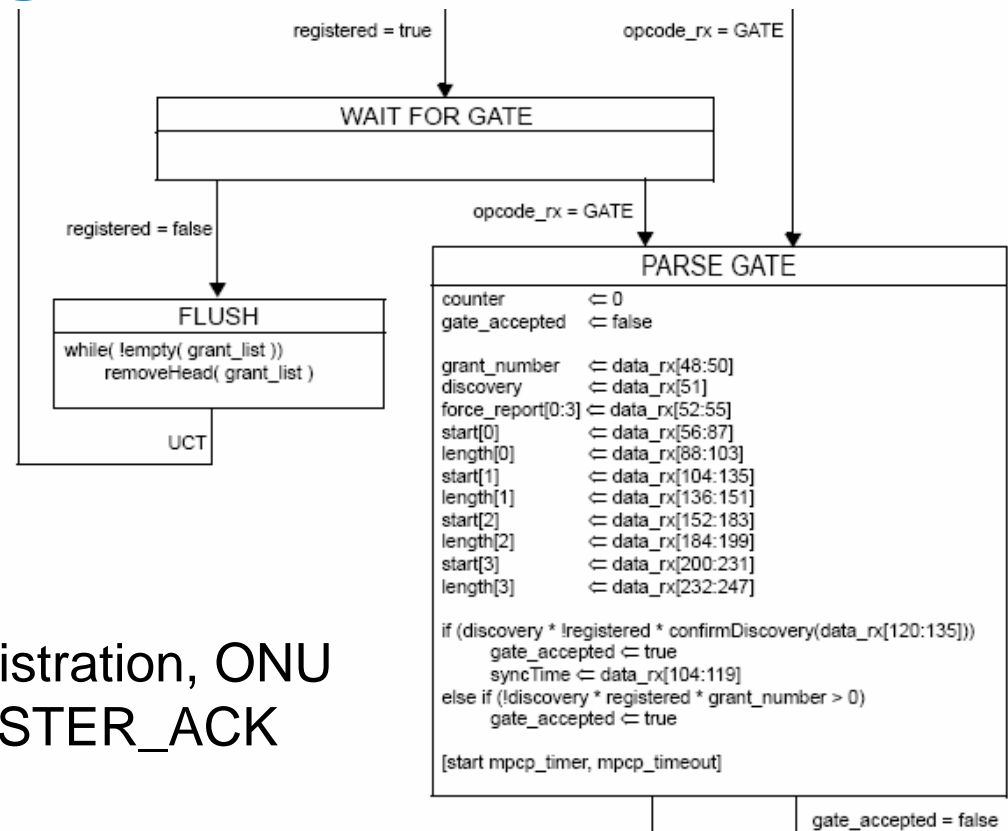 registered = true
opcode_rx = GATE
WAIT FOR GATE
opcode_rx = GATE
registered = false
PARSE GATE
counter ⇐ 0
gate_accepted ⇐ false
grant_number ⇐ data_rx[48:50]
discovery ⇐ data_rx[51]
force_report[0:3] ⇐ data_rx[52:55]
start[0] ⇐ data_rx[56:87]
length[0] ⇐ data_rx[88:103]
start[1] ⇐ data_rx[104:135]
length[1] ⇐ data_rx[136:151]
start[2] ⇐ data_rx[152:183]
length[2] ⇐ data_rx[184:199]
start[3] ⇐ data_rx[200:231]
length[3] ⇐ data_rx[232:247]
if (discovery * !registered * confirmDiscovery(data_rx[120:135]))
gate_accepted ⇐ true
syncTime ⇐ data_rx[104:119]
else if (!discovery * registered * grant_number > 0)
gate_accepted ⇐ true
[start mpcp_timer, mpcp_timeout]
FLUSH
while( !empty( grant_list ))
removeHead( grant_list )
UCT
istration, ONU
STER_ACK
gate_accepted = false